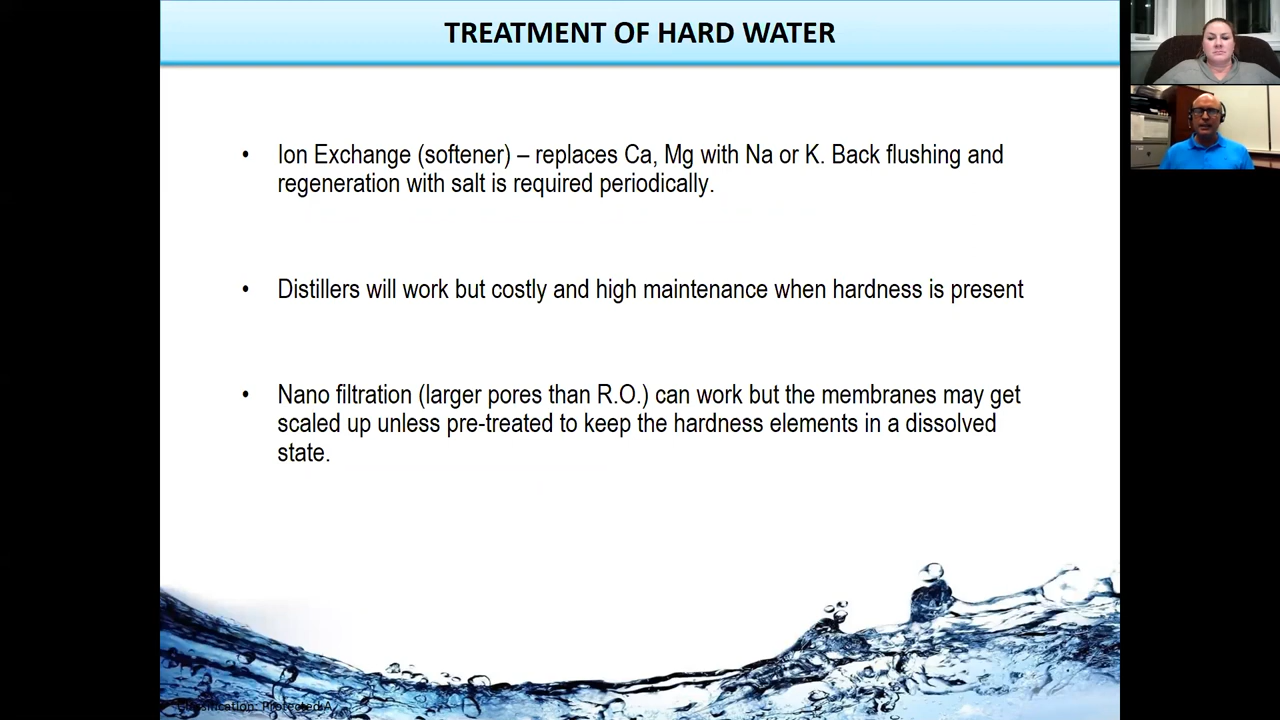 TREATMENT OF HARD WATER
• Ion Exchange (softener) – replaces Ca, Mg with Na or K. Back flushing and
regeneration with salt is required periodically.
• Distillers will work but costly and high maintenance when hardness is present
• Nano filtration (larger pores than R.O.) can work but the membranes may get
scaled up unless pre-treated to keep the hardness elements in a dissolved
state.
Classification: Protected A